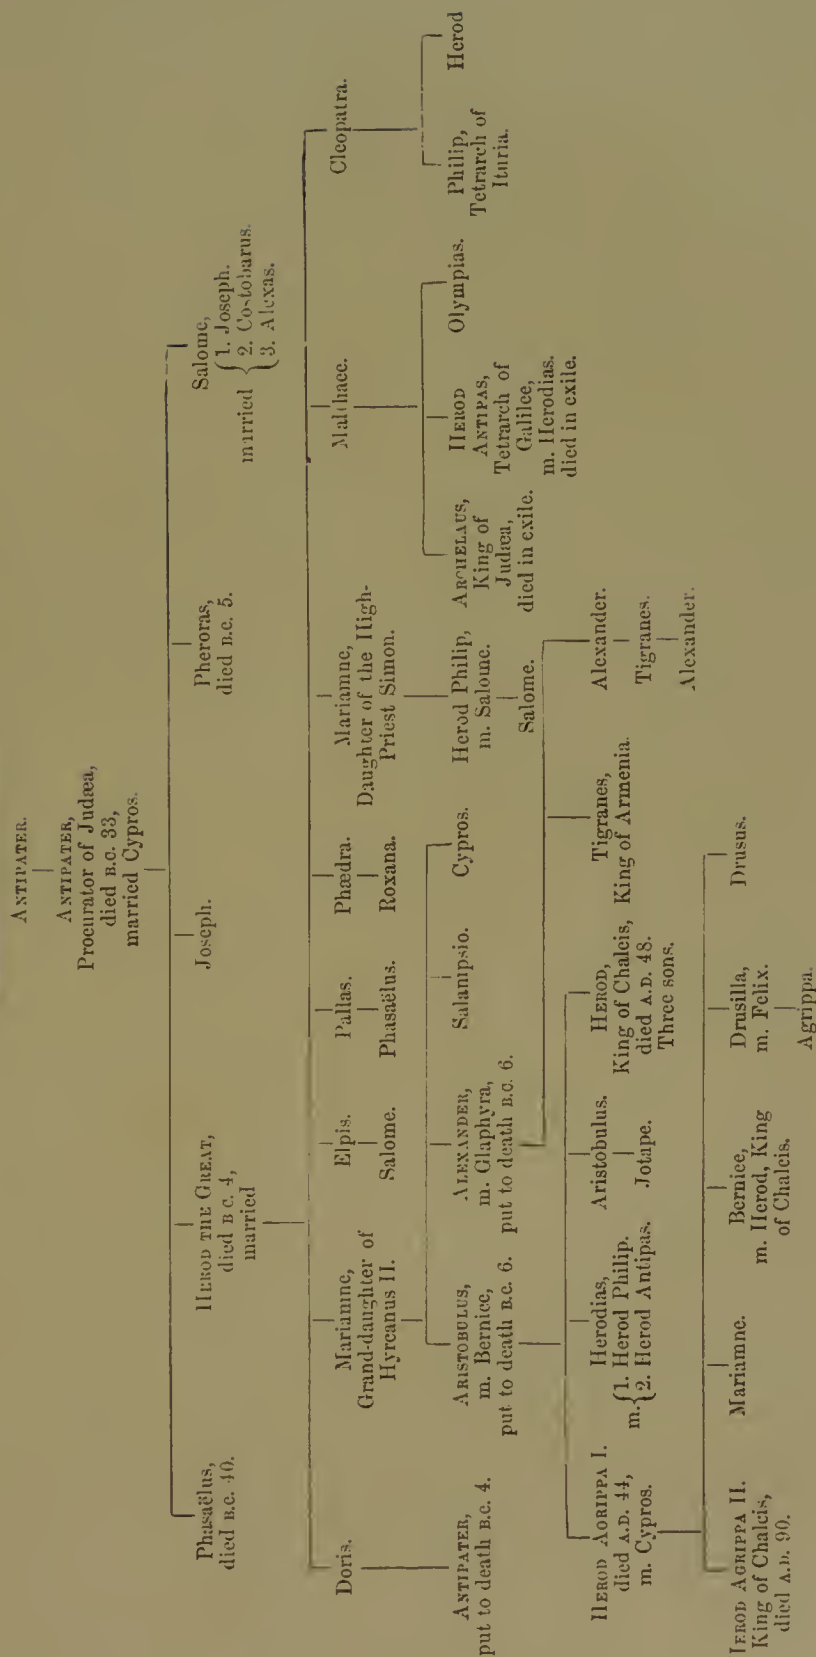 ANTIPATER.
ANTIPATER,
Procurator of Judæa,
died B.C. 33,
married Cypros.
Phasaëlus,
died B.C. 40.
HEROD THE GREAT,
died B C. 4,
married
Joseph.
Pheroras,
died B.C. 5.
Salome,
married { 1. Joseph.
2. Costobarus.
3. Alexas.
Doris.
Mariamne,
Grand-daughter of
Hyrcanus II.
Elpis.
Pallas.
Phædra.
Mariamne,
Daughter of the High-
Priest Simon.
Malthace.
Cleopatra.
ANTIPATER,
put to death B.C. 4.
ARISTOBULUS,
m. Bernice,
put to death B.C. 6.
ALEXANDER,
m. Glaphyra,
put to death B.C. 6.
Salampsio.
Cypros.
Salome.
Phasaëlus.
Roxana.
Herod Philip,
m. Salome.
Salome.
ARCHELAUS,
King of
Judæa,
died in exile.
HEROD
ANTIPAS,
Tetrarch of
Galilee,
m. Herodias.
died in exile.
Olympias.
Philip,
Tetrarch of
Ituria.
Herod
HEROD AGRIPPA I.
died A.D. 44,
m. Cypros.
Herodias,
m. { 1. Herod Philip.
2. Herod Antipas.
Aristobulus.
Jotape.
HEROD,
King of Chalcis,
died A.D. 48.
Three sons.
Tigranes,
King of Armenia.
Alexander.
Tigranes.
Alexander.
HEROD AGRIPPA II.
King of Chalcis,
died A.D. 90.
Mariamne.
Bernice,
m. Herod, King
of Chalcis.
Drusilla,
m. Felix.
Agrippa.
Drusus.